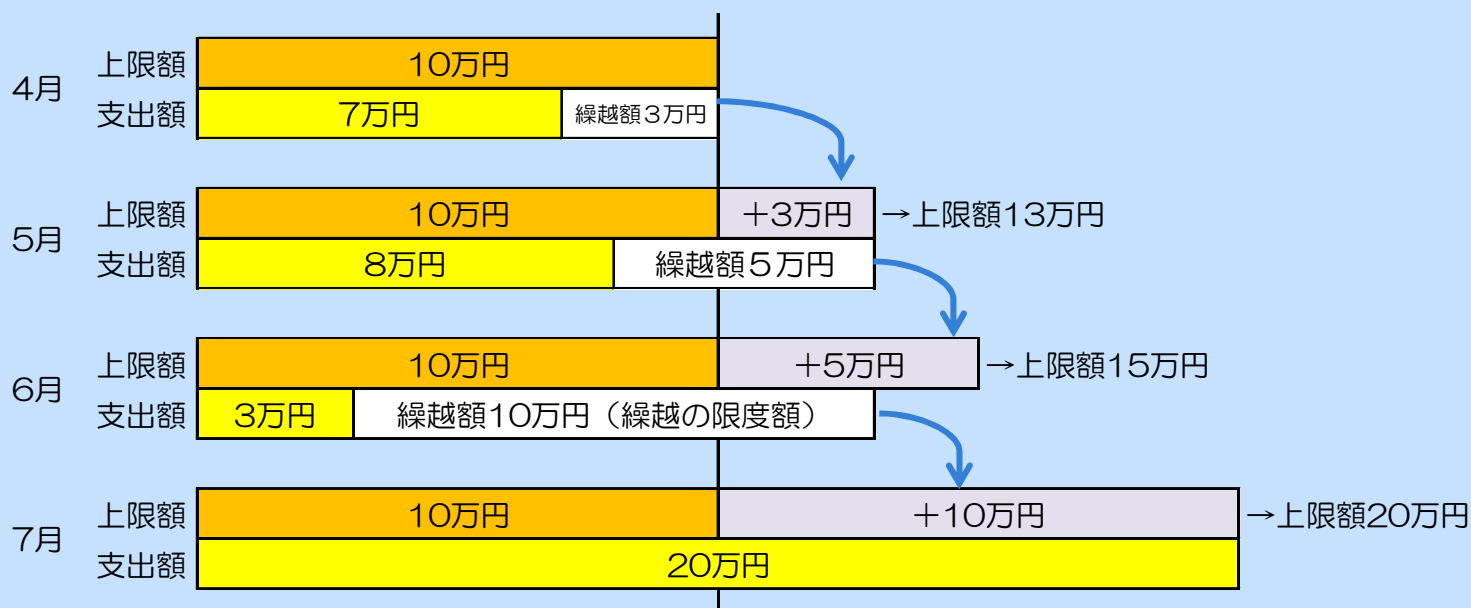 4月
上限額 10万円
支出額 7万円 繰越額3万円
5月
上限額 10万円 +3万円 →上限額13万円
支出額 8万円 繰越額5万円
6月
上限額 10万円 +5万円 →上限額15万円
支出額 3万円 繰越額10万円（繰越の限度額）
7月
上限額 10万円 +10万円 →上限額20万円
支出額 20万円